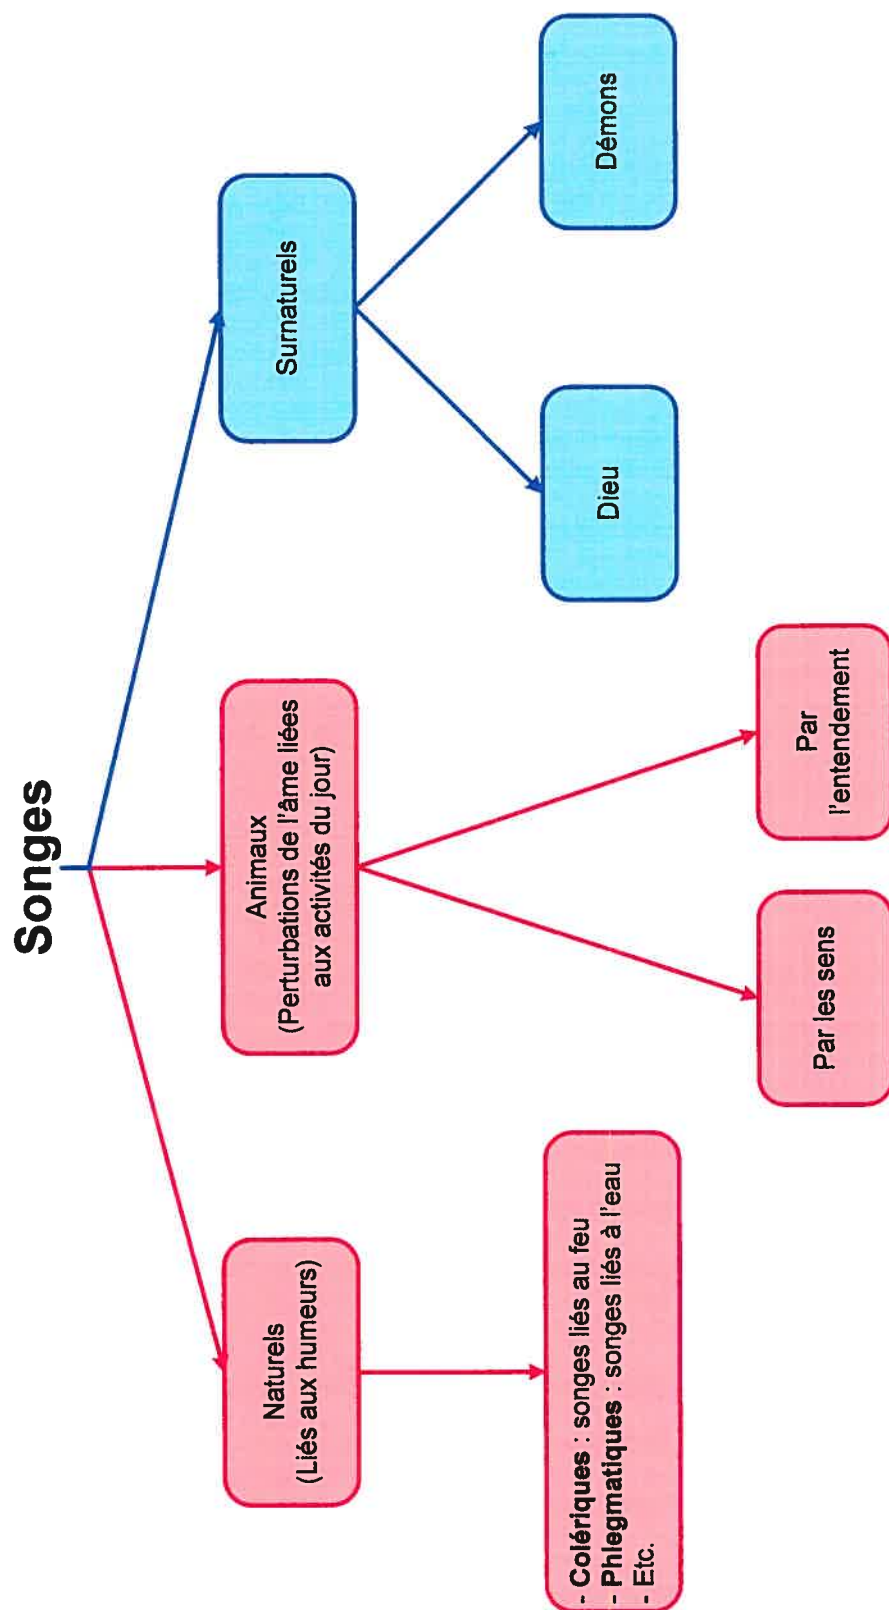 Songes
Naturels
(Liés aux humeurs)
Animaux
(Perturbations de l'âme liées
aux activités du jour)
Surnaturels
- Colériques : songes liés au feu
- Phlegmatiques : songes liés à l'eau
- Etc.
Par les sens
Par
l'entendement
Dieu
Démons